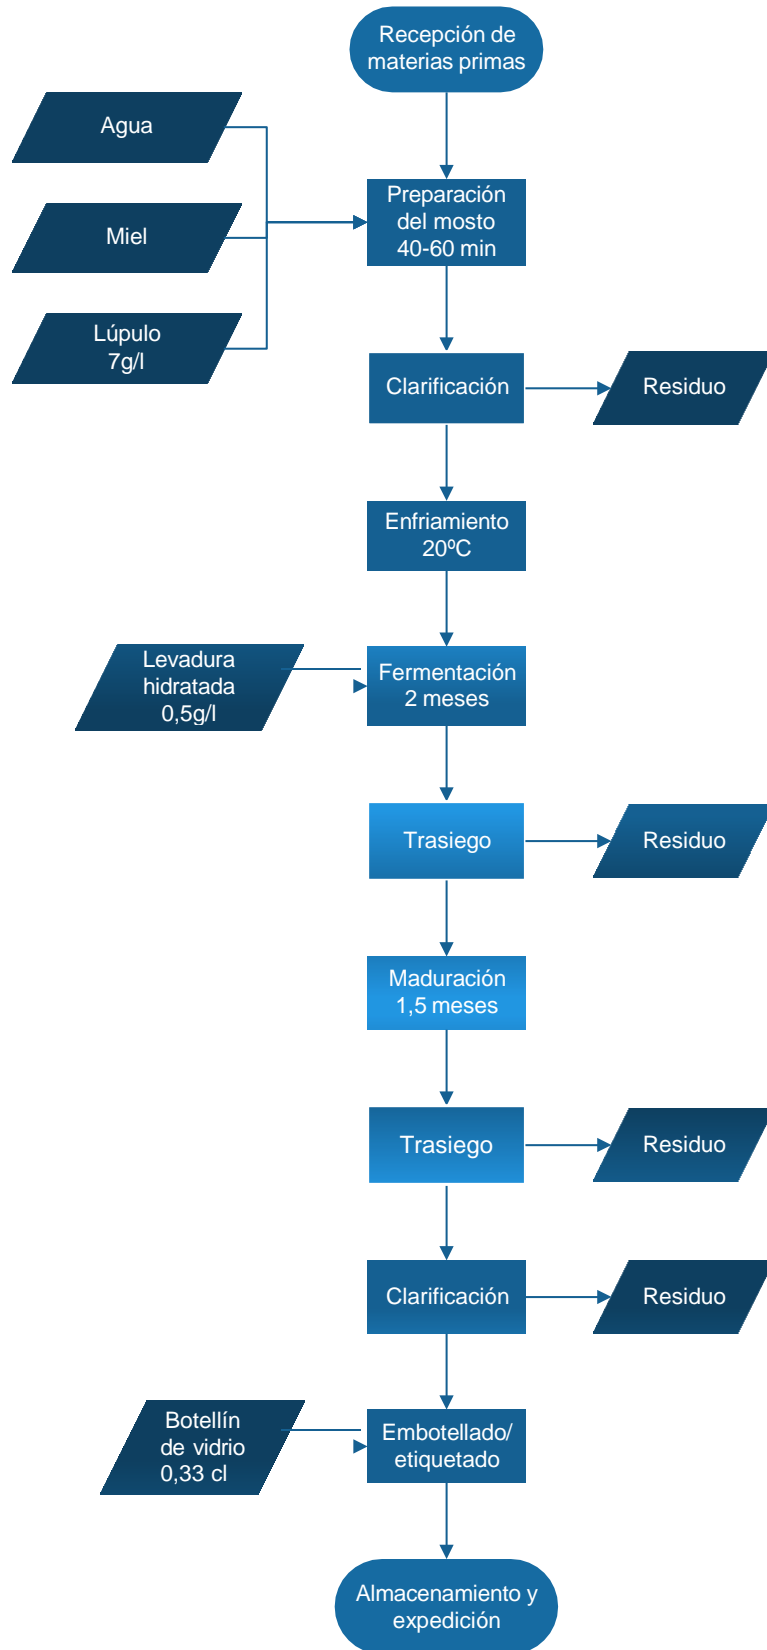 Recepción de
materias primas
Agua
Miel
Lúpulo
7g/l
Preparación
del mosto
40-60 min
Clarificación
Residuo
Enfriamiento
20ºC
Levadura
hidratada
0,5g/l
Fermentación
2 meses
Trasiego
Residuo
Maduración
1,5 meses
Trasiego
Residuo
Clarificación
Residuo
Botellín
de vidrio
0,33 cl
Embotellado/
etiquetado
Almacenamiento y
expedición